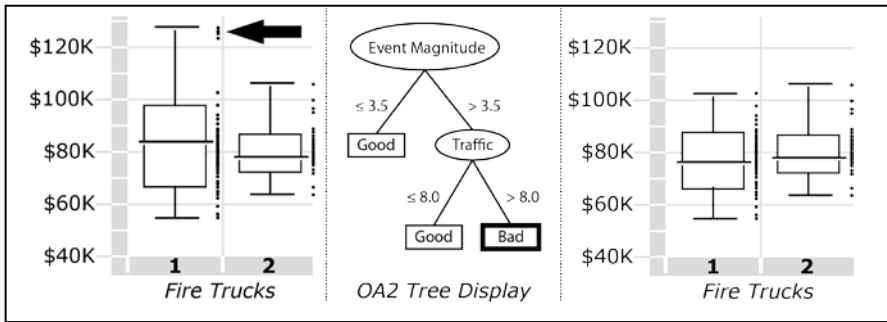 $120K
$100K
$80K
$60K
$40K
1 2
Fire Trucks
Event Magnitude
≤ 3.5 > 3.5
Good Traffic
≤ 8.0 > 8.0
Good Bad
OA2 Tree Display
$120K
$100K
$80K
$60K
$40K
1 2
Fire Trucks